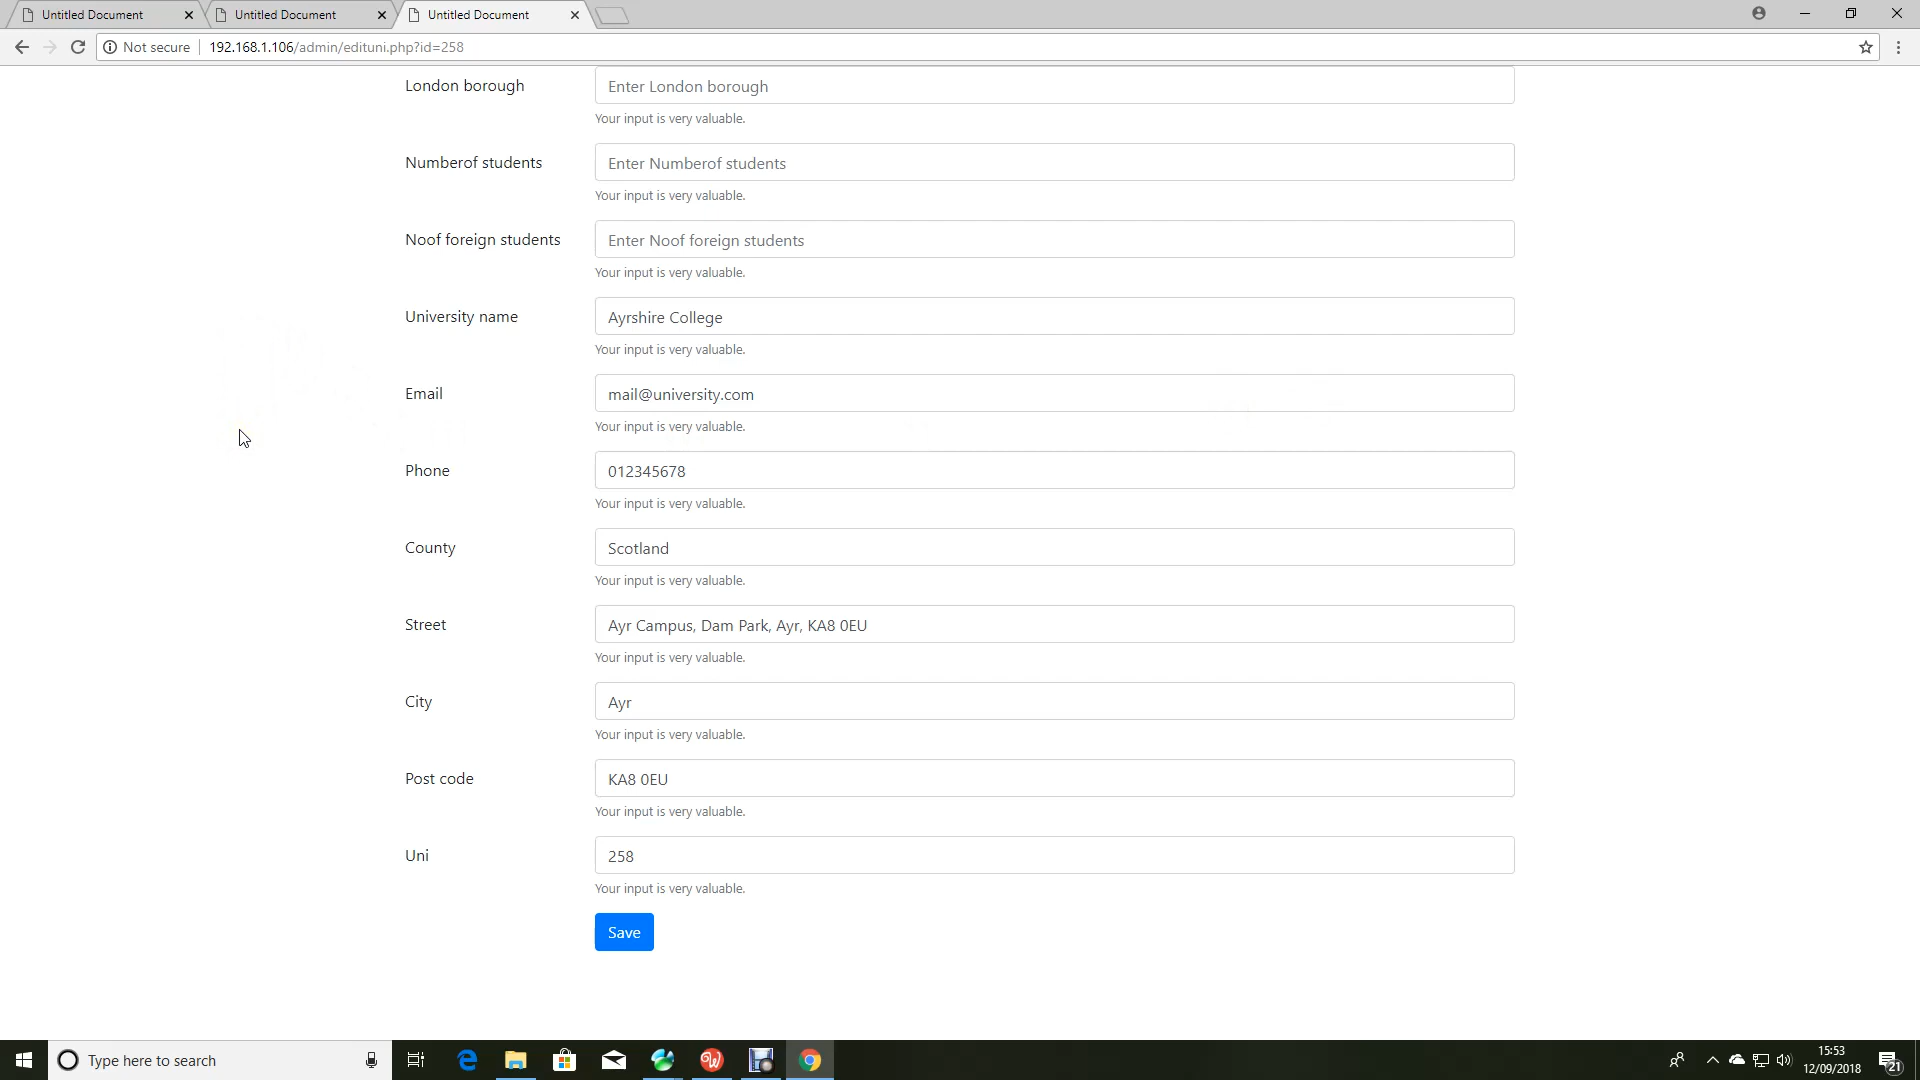 Untitled Document
Untitled Document
Untitled Document
Not secure
192.168.1.106/admin/edituni.php?id=258
London borough
Enter London borough
Your input is very valuable.
Numberof students
Enter Numberof students
Your input is very valuable.
Noof foreign students
Enter Noof foreign students
Your input is very valuable.
University name
Ayrshire College
Your input is very valuable.
Email
mail@university.com
Your input is very valuable.
Phone
012345678
Your input is very valuable.
County
Scotland
Your input is very valuable.
Street
Ayr Campus, Dam Park, Ayr, KA8 0EU
Your input is very valuable.
City
Ayr
Your input is very valuable.
Post code
KA8 0EU
Your input is very valuable.
Uni
258
Your input is very valuable.
Save
Type here to search
15:53
12/09/2018
21